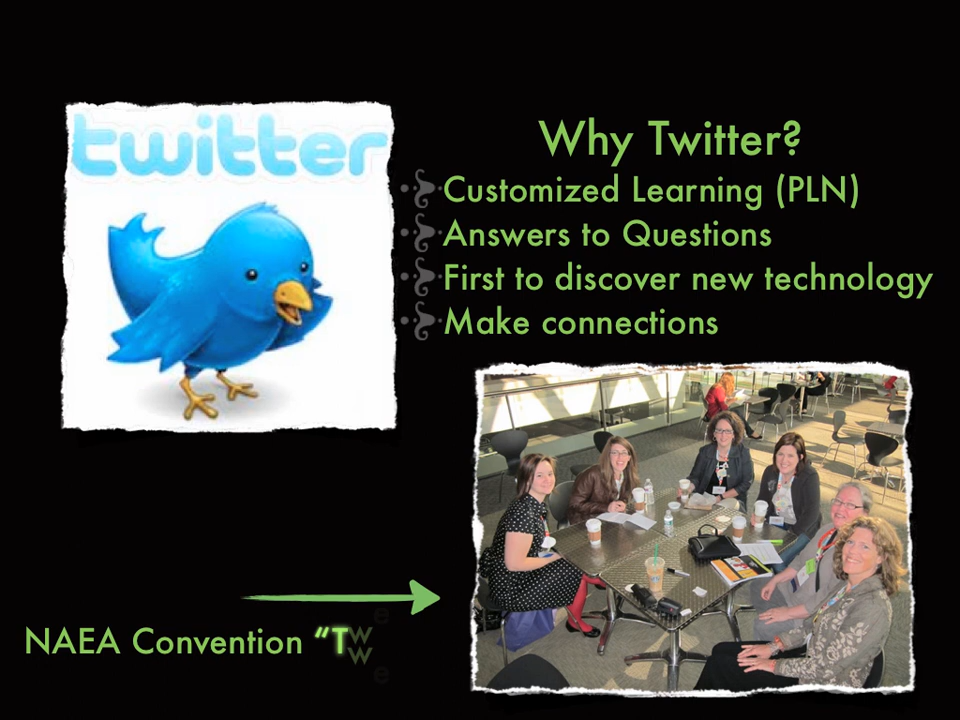 twitter
Why Twitter?
Customized Learning (PLN)
Answers to Questions
First to discover new technology
Make connections
NAEA Convention “T